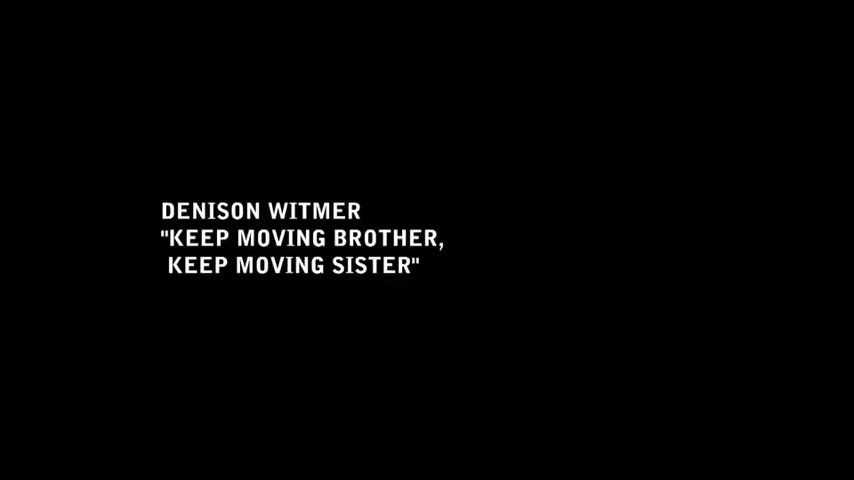 DENISON WITMER
"KEEP MOVING BROTHER,
KEEP MOVING SISTER"